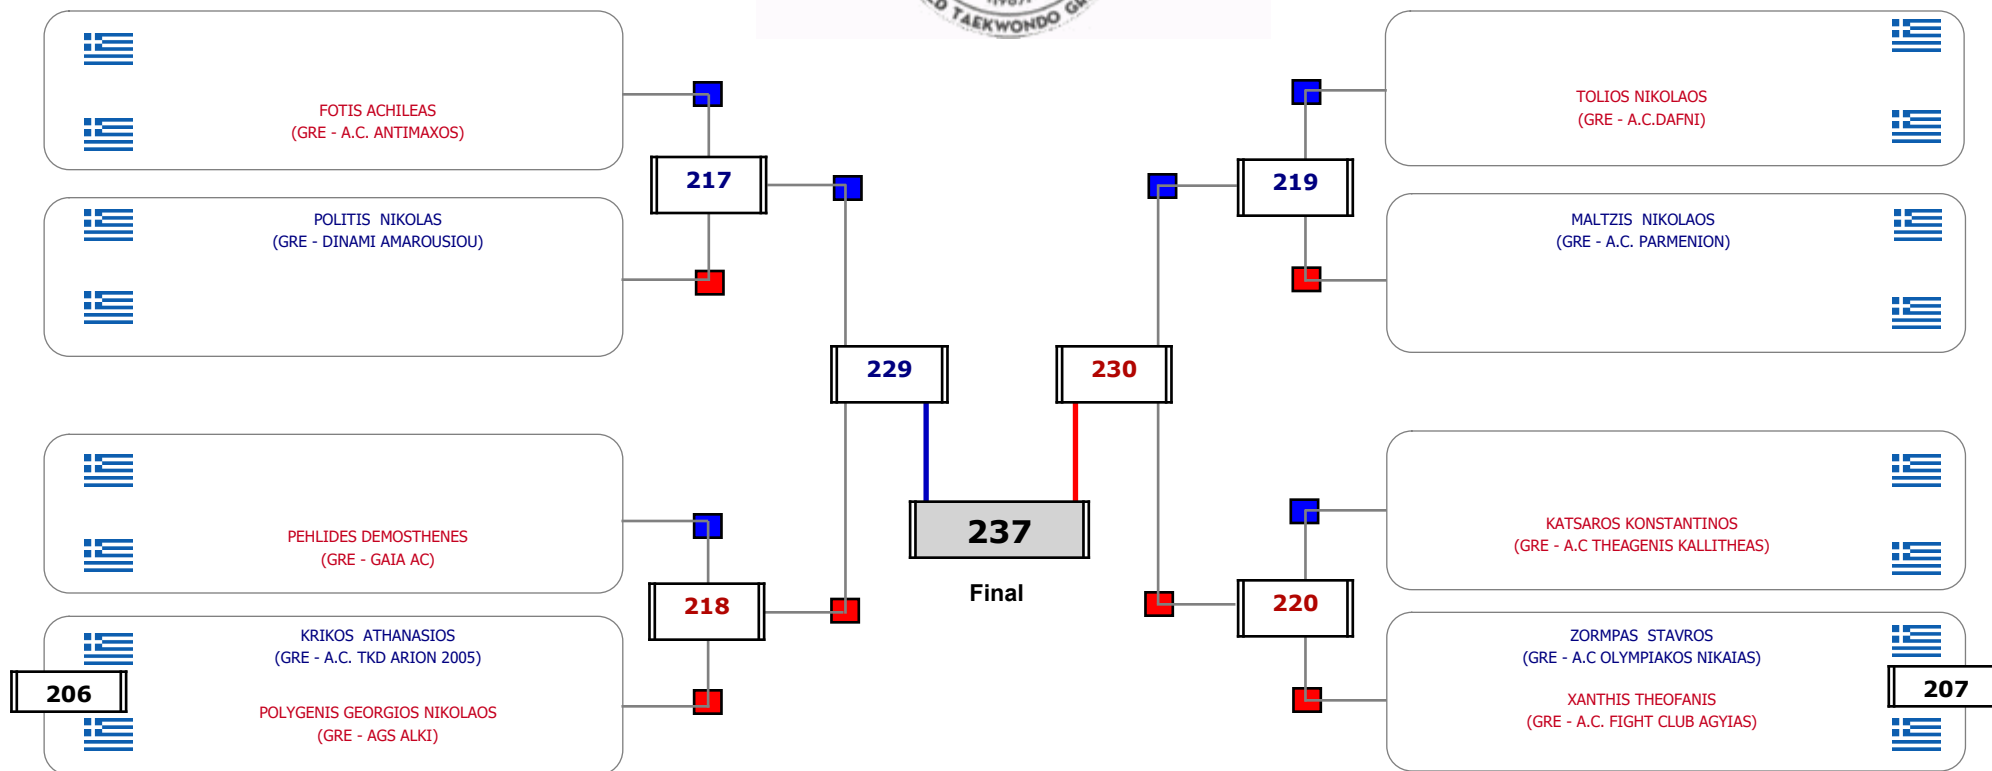 TAEKWONDO
FOTIS ACHILEAS
(GRE - A.C. ANTIMAXOS)
TOLIOS NIKOLAOS
(GRE - A.C.DAFNI)
217
219
POLITIS NIKOLAS
(GRE - DINAMI AMAROUSIOU)
MALTZIS NIKOLAOS
(GRE - A.C. PARMENION)
229
230
PEHLIDES DEMOSTHENES
(GRE - GAIA AC)
237
KATSAROS KONSTANTINOS
(GRE - A.C THEAGENIS KALLITHEAS)
Final
218
220
KRIKOS ATHANASIOS
(GRE - A.C. TKD ARION 2005)
ZORMPAS STAVROS
(GRE - A.C OLYMPIAKOS NIKAIAS)
206
207
POLYGENIS GEORGIOS NIKOLAOS
(GRE - AGS ALKI)
XANTHIS THEOFANIS
(GRE - A.C. FIGHT CLUB AGYIAS)